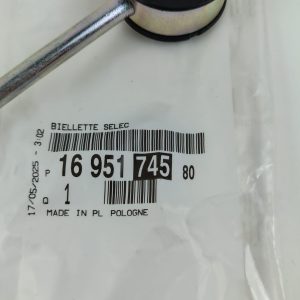 BIELLETTE SELEC
P 16 951 745 80
Q 1
MADE IN PL POLOGNE
17/05/2025 - 3:02